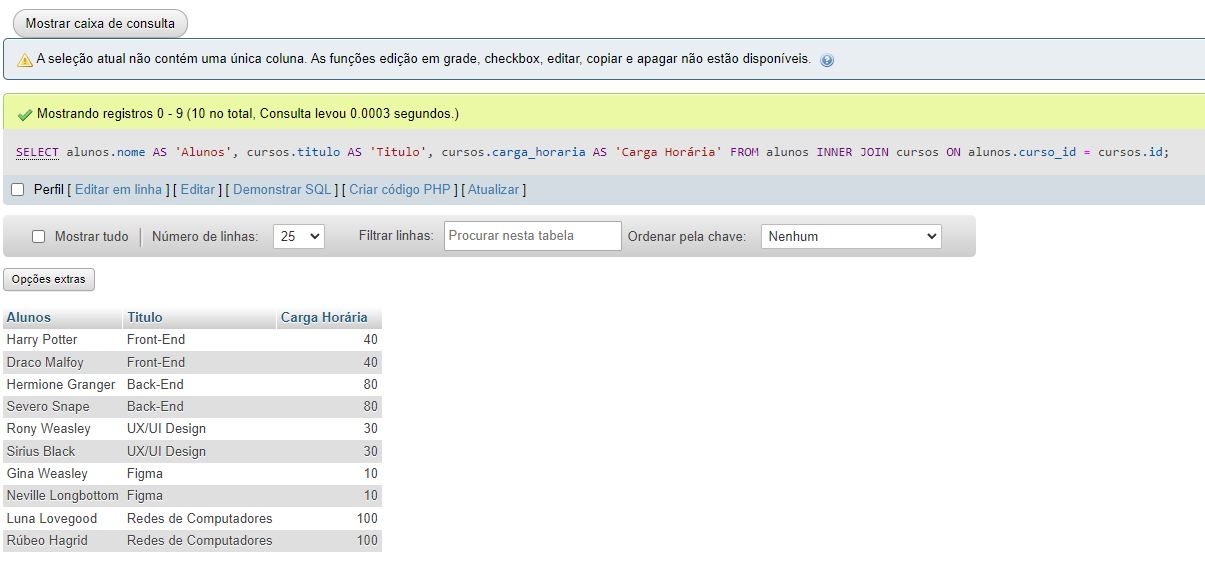 Mostrar caixa de consulta
A seleção atual não contém uma única coluna. As funções edição em grade, checkbox, editar, copiar e apagar não estão disponíveis.
Mostrando registros 0 - 9 (10 no total, Consulta levou 0.0003 segundos.)
SELECT alunos.nome AS 'Alunos', cursos.titulo AS 'Titulo', cursos.carga_horaria AS 'Carga Horária' FROM alunos INNER JOIN cursos ON alunos.curso_id = cursos.id;
Perfil [ Editar em linha ] [ Editar ] [ Demonstrar SQL ] [ Criar código PHP ] [ Atualizar ]
Mostrar tudo Número de linhas: 25 Filtrar linhas: Procurar nesta tabela Ordenar pela chave: Nenhum
Opções extras
Alunos Titulo Carga Horária
Harry Potter Front-End 40
Draco Malfoy Front-End 40
Hermione Granger Back-End 80
Severo Snape Back-End 80
Rony Weasley UX/UI Design 30
Sirius Black UX/UI Design 30
Gina Weasley Figma 10
Neville Longbottom Figma 10
Luna Lovegood Redes de Computadores 100
Rúbeo Hagrid Redes de Computadores 100